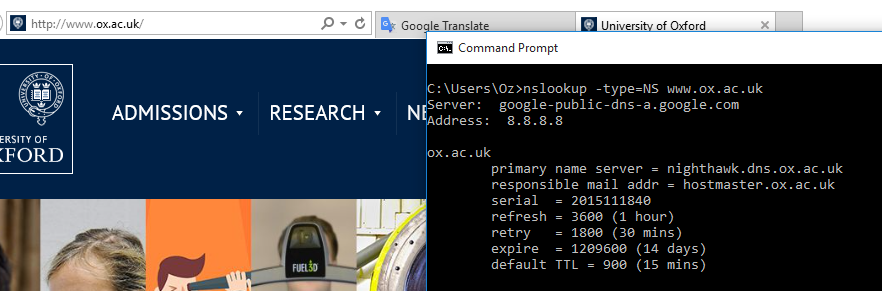 http://www.ox.ac.uk/
Google Translate
University of Oxford
UNIVERSITY OF OXFORD
ADMISSIONS
RESEARCH
FUEL3D
Command Prompt
C:\Users\Oz>nslookup -type=NS www.ox.ac.uk
Server:  google-public-dns-a.google.com
Address:  8.8.8.8
ox.ac.uk
primary name server = nighthawk.dns.ox.ac.uk
responsible mail addr = hostmaster.ox.ac.uk
serial  = 2015111840
refresh = 3600 (1 hour)
retry   = 1800 (30 mins)
expire  = 1209600 (14 days)
default TTL = 900 (15 mins)